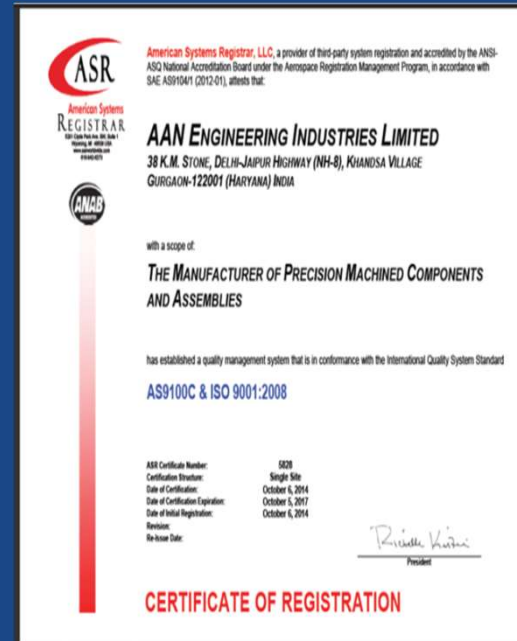 ASR
American Systems
REGISTRAR
American Systems Registrar, LLC, a provider of third-party system registration and accredited by the ANSI-
ASQ National Accreditation Board under the Aerospace Registration Management Program, in accordance with
SAE AS9104/1 (2012-01), attests that:
AAN ENGINEERING INDUSTRIES LIMITED
38 K.M. STONE, DELHI-JAIPUR HIGHWAY (NH-8), KHANDSA VILLAGE
GURGAON-122001 (HARYANA) INDIA
ANAB
with a scope of:
THE MANUFACTURER OF PRECISION MACHINED COMPONENTS
AND ASSEMBLIES
has established a quality management system that is in conformance with the International Quality System Standard
AS9100C & ISO 9001:2008
ASR Certificate Number: 5828
Certification Structure: Single Site
Date of Certification: October 6, 2014
Date of Certification Expiration: October 5, 2017
Date of Initial Registration: October 6, 2014
Revision:
Re-Issue Date:
President
CERTIFICATE OF REGISTRATION